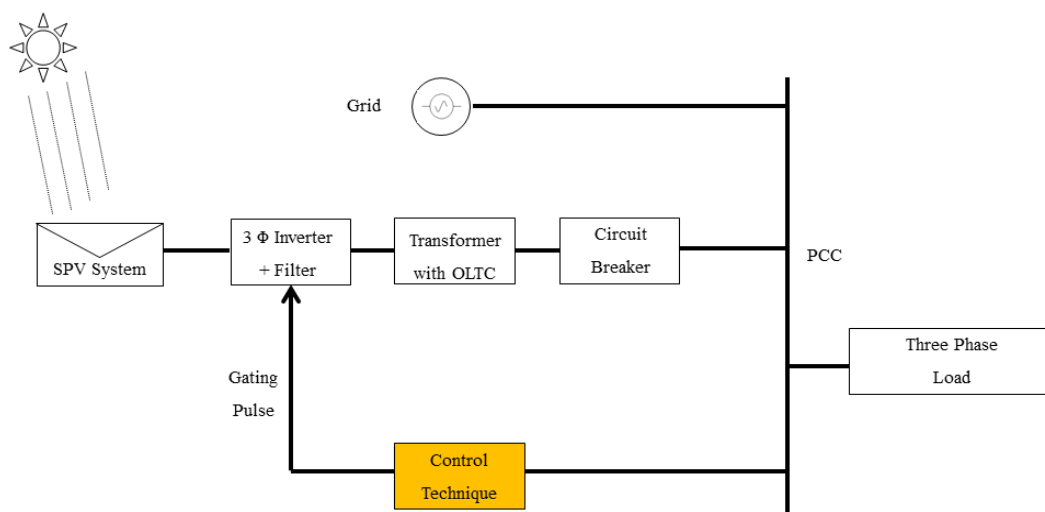 Grid
SPV System
3 Φ Inverter
+ Filter
Transformer
with OLTC
Circuit
Breaker
PCC
Three Phase
Load
Gating
Pulse
Control
Technique